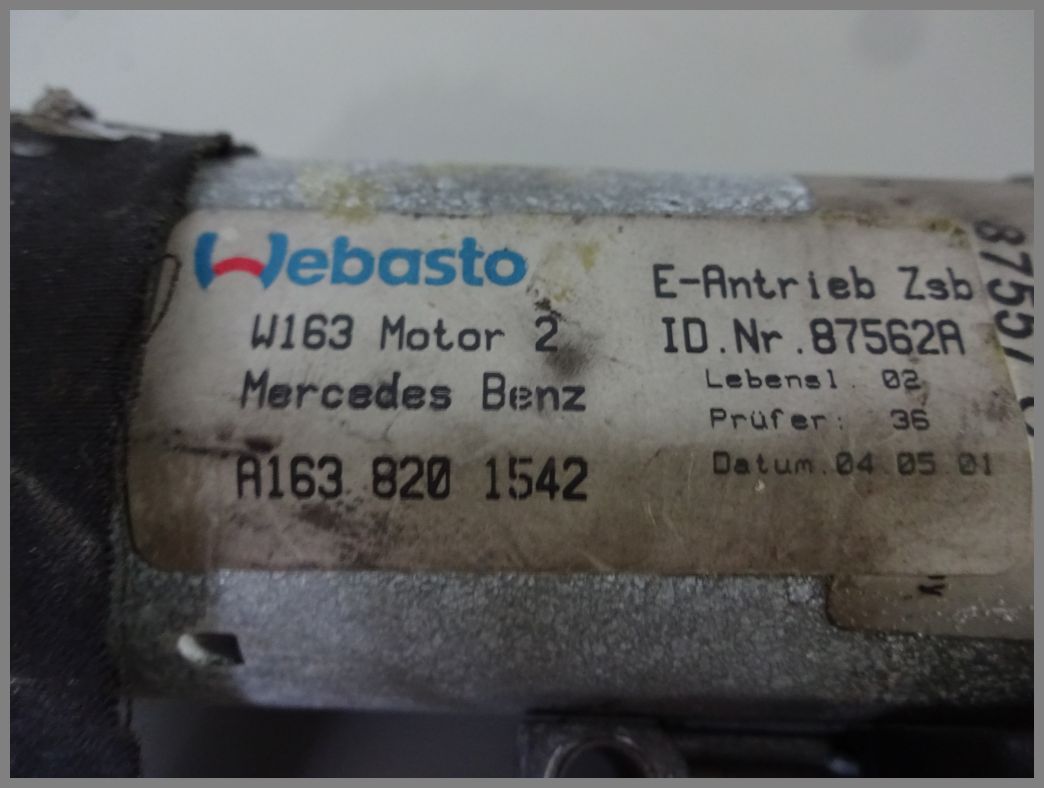 Webasto
W163 Motor 2
Mercedes Benz
A163 820 1542
E-Antrieb Zsb
ID.Nr.87562A
Lebensl. 02
Prüfer: 36
Datum.04.05.01